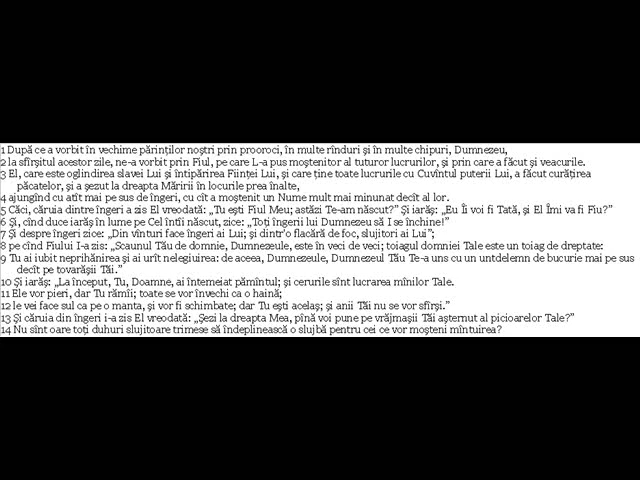 1 După ce a vorbit în vechime părinților noștri prin prooroci, în multe rînduri şi în multe chipuri, Dumnezeu,
2 la sfîrşitul acestor zile, ne-a vorbit prin Fiul, pe care L-a pus moştenitor al tuturor lucrurilor, şi prin care a făcut şi veacurile.
3 El, care este oglindirea slavei Lui şi întipărirea Ființei Lui, şi care ține toate lucrurile cu Cuvîntul puterii Lui, a făcut curățirea
păcatelor, şi a şezut la dreapta Măririi în locurile prea înalte,
4 ajungînd cu atît mai pe sus de îngeri, cu cît a moştenit un Nume mult mai minunat decît al lor.
5 Căci, căruia dintre îngeri a zis El vreodată: „Tu eşti Fiul Meu; astăzi Te-am născut?” Şi iarăş: „Eu Îi voi fi Tată, şi El Îmi va fi Fiu?”
6 Şi, cînd duce iarăş în lume pe Cel întîi născut, zice: „Toți îngerii lui Dumnezeu să I se închine!”
7 Şi despre îngeri zice: „Din vînturi face îngeri ai Lui; şi dintr'o flacără de foc, slujitori ai Lui”;
8 pe cînd Fiului I-a zis: „Scaunul Tău de domnie, Dumnezeule, este în veci de veci; toiagul domniei Tale este un toiag de dreptate:
9 Tu ai iubit neprihănirea şi ai urît nelegiuirea: de aceea, Dumnezeule, Dumnezeul Tău Te-a uns cu un untdelemn de bucurie mai pe sus
decît pe tovarăşii Tăi.”
10 Şi iarăş: „La început, Tu, Doamne, ai întemeiat pămîntul; şi cerurile sînt lucrarea mînilor Tale.
11 Ele vor pieri, dar Tu rămîi; toate se vor învechi ca o haină;
12 le vei face sul ca pe o manta, şi vor fi schimbate; dar Tu eşti acelaş; şi anii Tăi nu se vor sfîrşi.”
13 Şi căruia din îngeri i-a zis El vreodată: „Şezi la dreapta Mea, pînă voi pune pe vrăjmaşii Tăi aşternut al picioarelor Tale?”
14 Nu sînt oare toți duhuri slujitoare trimese să îndeplinească o slujbă pentru cei ce vor moşteni mîntuirea?